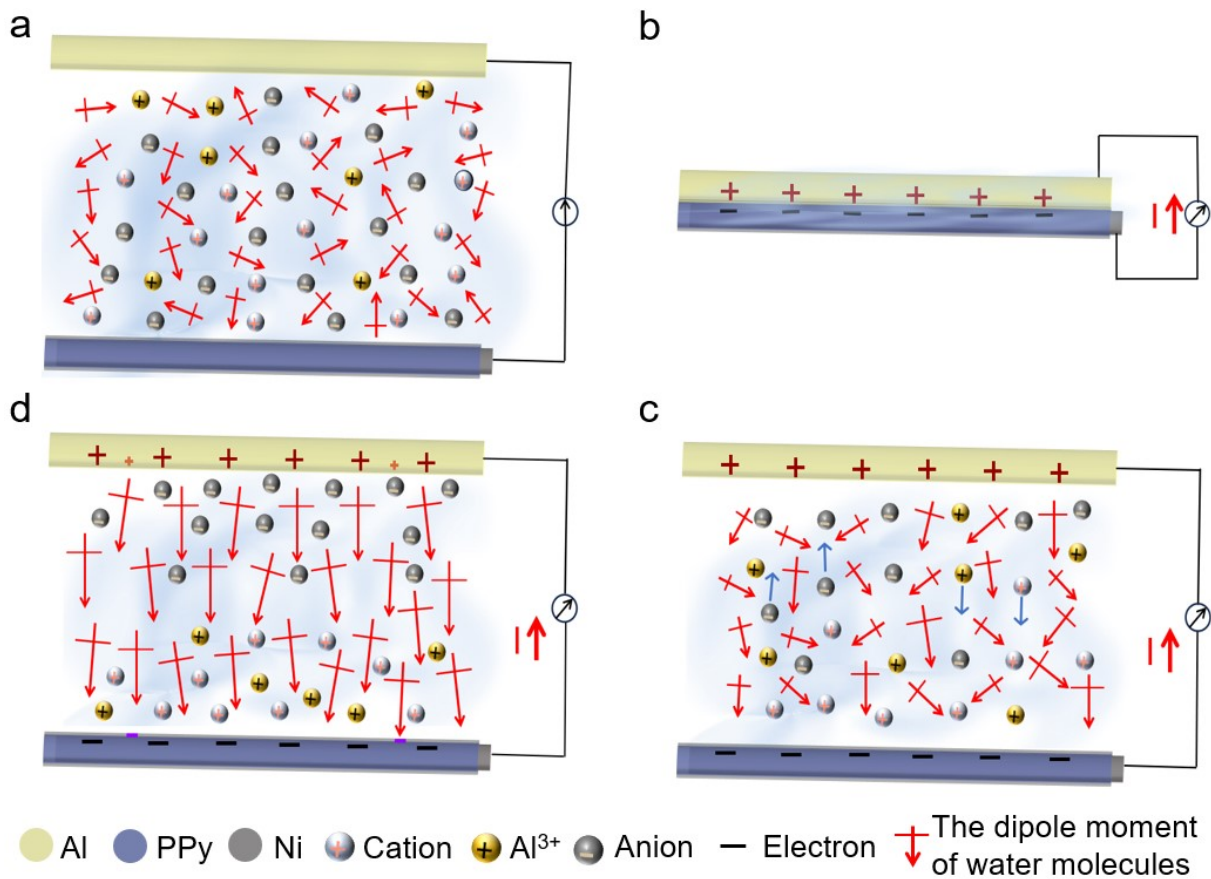 a
b
I
d
c
I
I
Al
PPy
Ni
Cation
Al³⁺
Anion
Electron
The dipole moment
of water molecules